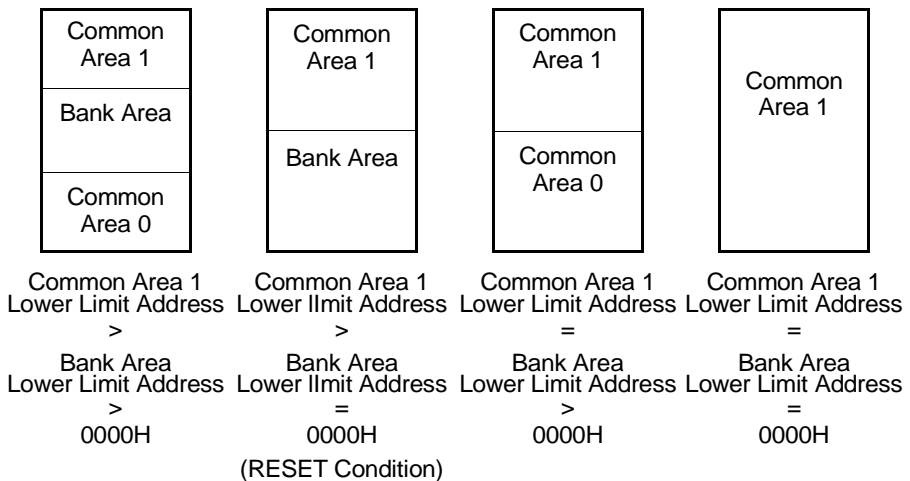 Common
Area 1
Bank Area
Common
Area 0
Common
Area 1
Bank Area
Common
Area 1
Common
Area 0
Common
Area 1
Common Area 1
Lower Limit Address
>
Bank Area
Lower Limit Address
>
0000H
Common Area 1
Lower lImit Address
>
Bank Area
Lower lImit Address
=
0000H
(RESET Condition)
Common Area 1
Lower Limit Address
=
Bank Area
Lower Limit Address
>
0000H
Common Area 1
Lower Limit Address
=
Bank Area
Lower Limit Address
=
0000H